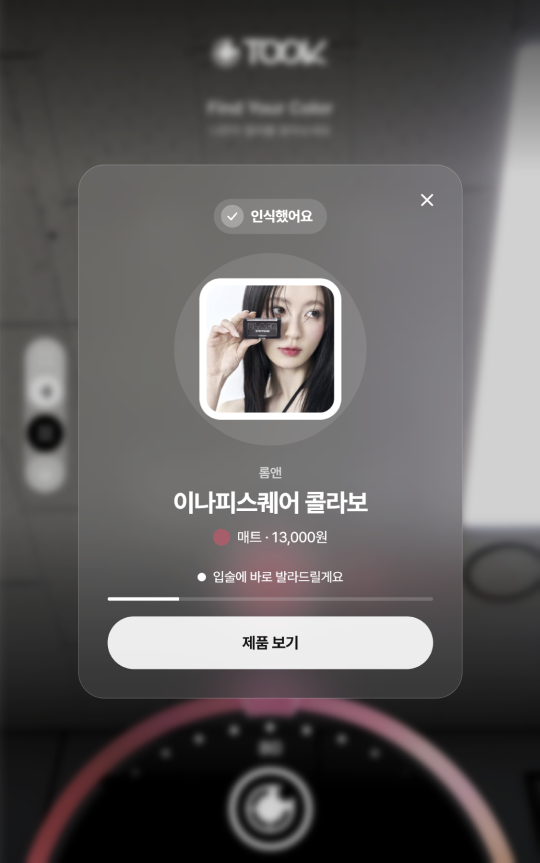 TOOK
Find Your Color
인식했어요
롬앤
이나피스퀘어 콜라보
매트 · 13,000원
입술에 바로 발라드릴게요
제품 보기